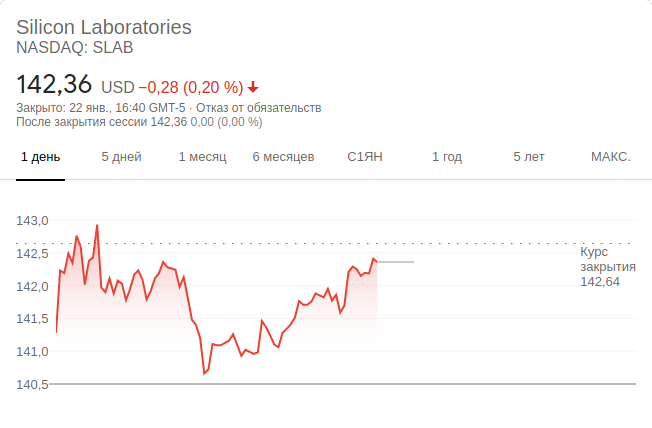 Silicon Laboratories
NASDAQ: SLAB
142,36 USD −0,28 (0,20 %)
Закрыто: 22 янв., 16:40 GMT-5 · Отказ от обязательств
После закрытия сессии 142,36 0,00 (0,00 %)
1 день 5 дней 1 месяц 6 месяцев С1ЯН 1 год 5 лет МАКС.
143,0
142,5
142,0
141,5
141,0
140,5
Курс
закрытия
142,64